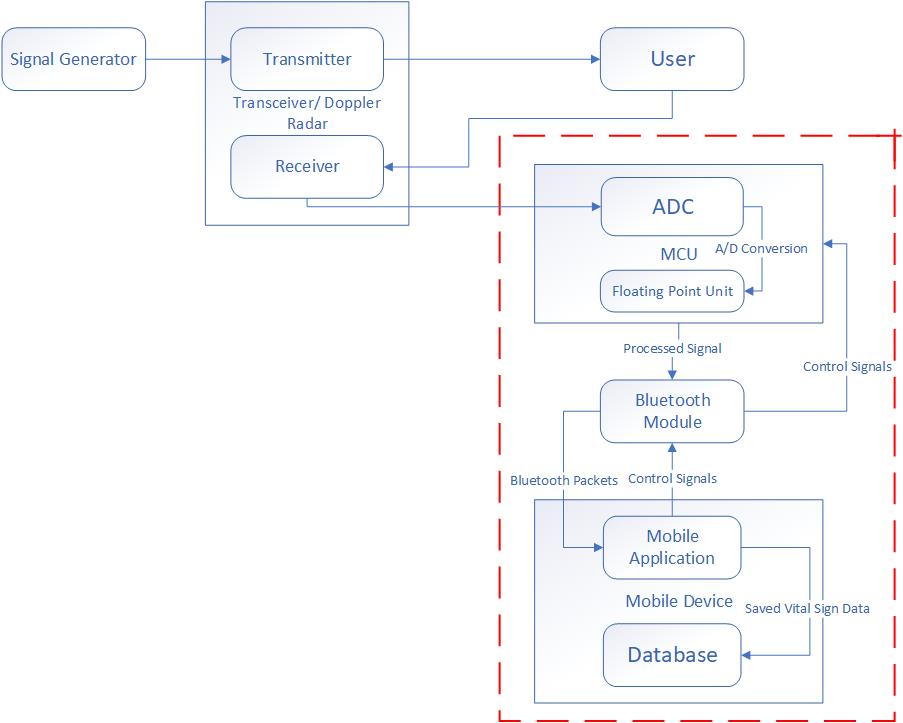 Signal Generator
Transmitter
User
Transceiver/ Doppler
Radar
Receiver
ADC
MCU
A/D Conversion
Floating Point Unit
Processed Signal
Control Signals
Bluetooth
Module
Bluetooth Packets
Control Signals
Mobile
Application
Mobile Device
Saved Vital Sign Data
Database